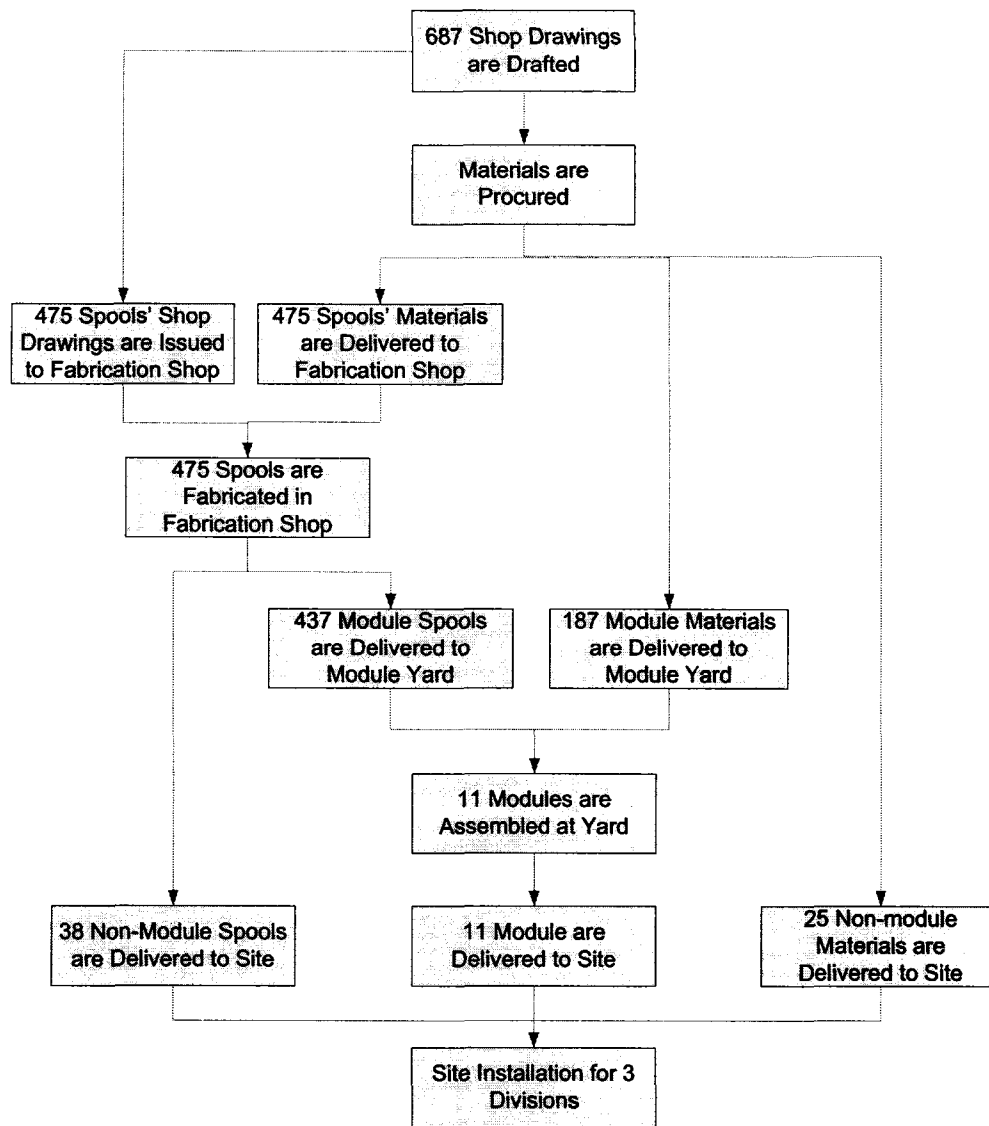 687 Shop Drawings
are Drafted
Materials are
Procured
475 Spools' Shop
Drawings are Issued
to Fabrication Shop
475 Spools' Materials
are Delivered to
Fabrication Shop
475 Spools are
Fabricated in
Fabrication Shop
437 Module Spools
are Delivered to
Module Yard
187 Module Materials
are Delivered to
Module Yard
11 Modules are
Assembled at Yard
38 Non-Module Spools
are Delivered to Site
11 Module are
Delivered to Site
25 Non-module
Materials are
Delivered to Site
Site Installation for 3
Divisions